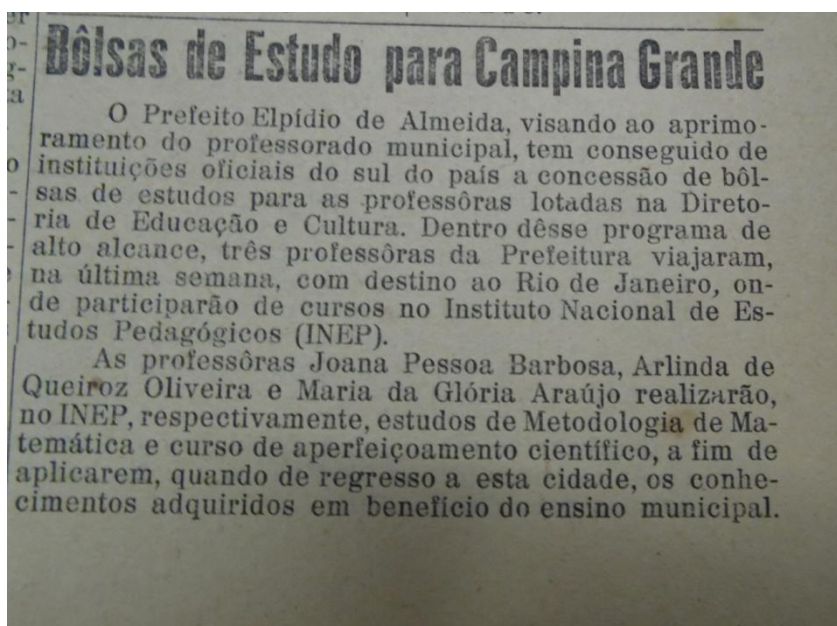 Bôlsas de Estudo para Campina Grande
O Prefeito Elpídio de Almeida, visando ao aprimo-
ramento do professorado municipal, tem conseguido de
instituições oficiais do sul do país a concessão de bôl-
sas de estudos para as professôras lotadas na Direto-
ria de Educação e Cultura. Dentro dêsse programa de
alto alcance, três professôras da Prefeitura viajaram,
na última semana, com destino ao Rio de Janeiro, on-
de participarão de cursos no Instituto Nacional de Es-
tudos Pedagógicos (INEP).
As professôras Joana Pessoa Barbosa, Arlinda de
Queiroz Oliveira e Maria da Glória Araújo realizarão,
no INEP, respectivamente, estudos de Metodologia de Ma-
temática e curso de aperfeiçoamento científico, a fim de
aplicarem, quando de regresso a esta cidade, os conhe-
cimentos adquiridos em benefício do ensino municipal.